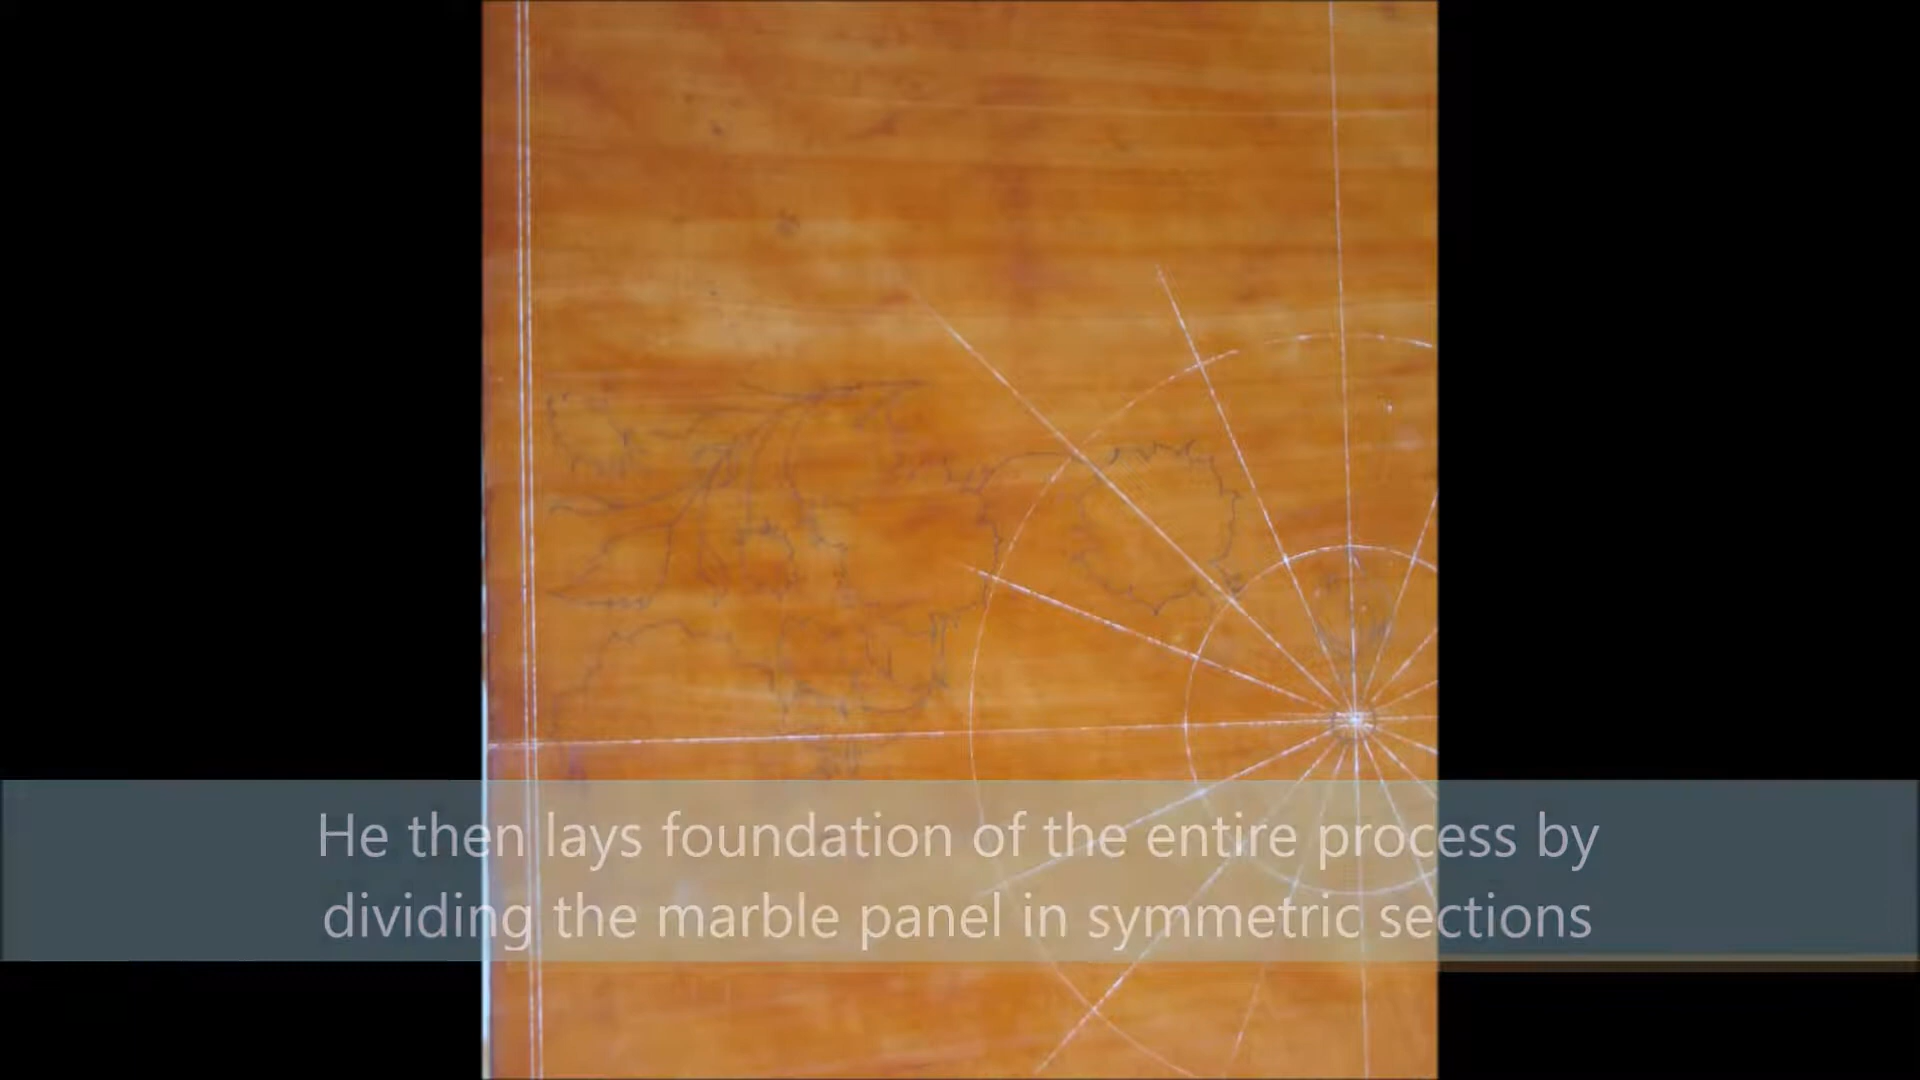 He then lays foundation of the entire process by
dividing the marble panel in symmetric sections